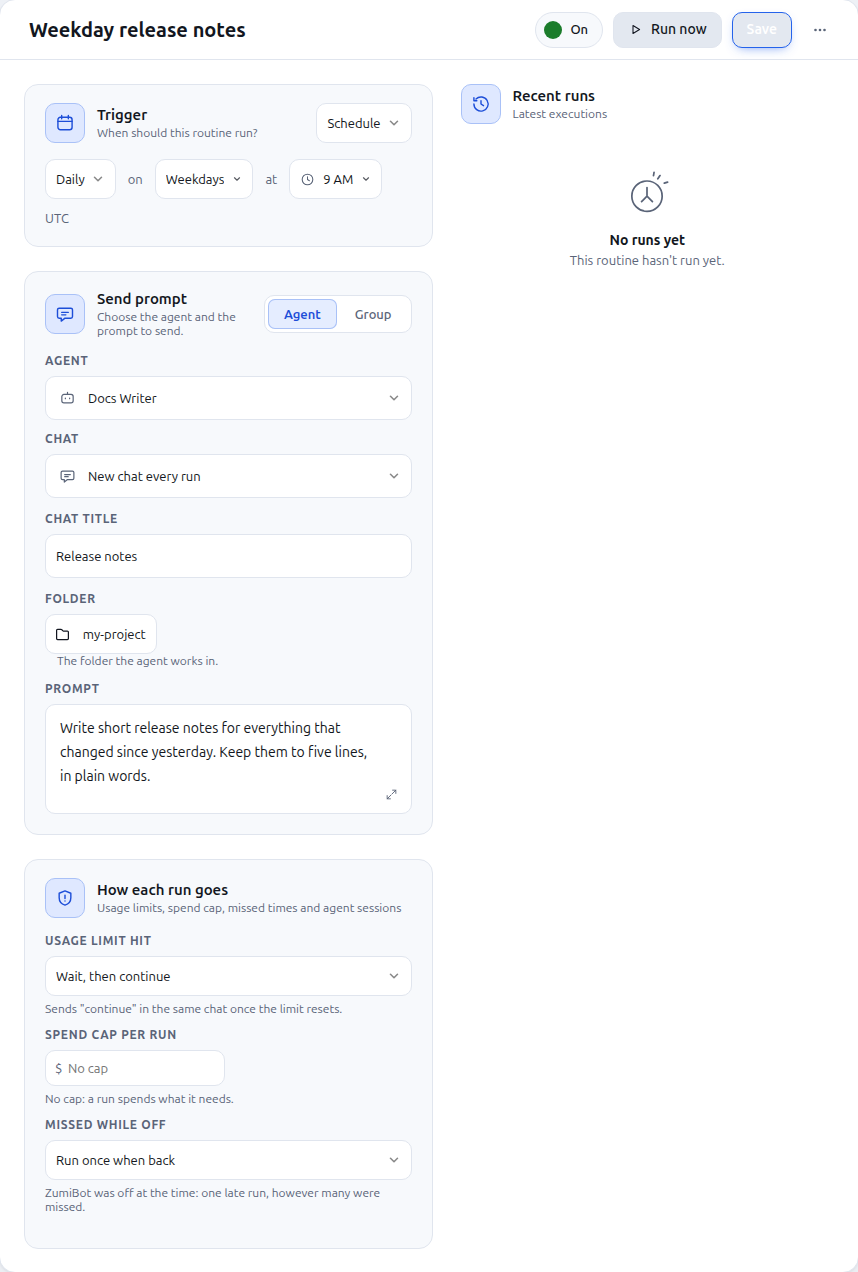 Weekday release notes
On
Run now
Save
Trigger
When should this routine run?
Schedule
Daily
on
Weekdays
at
9 AM
UTC
Send prompt
Choose the agent and the
prompt to send.
Agent
Group
AGENT
Docs Writer
CHAT
New chat every run
CHAT TITLE
Release notes
FOLDER
my-project
The folder the agent works in.
PROMPT
Write short release notes for everything that
changed since yesterday. Keep them to five lines,
in plain words.
How each run goes
Usage limits, spend cap, missed times and agent sessions
USAGE LIMIT HIT
Wait, then continue
Sends "continue" in the same chat once the limit resets.
SPEND CAP PER RUN
$ No cap
No cap: a run spends what it needs.
MISSED WHILE OFF
Run once when back
ZumiBot was off at the time: one late run, however many were
missed.
Recent runs
Latest executions
No runs yet
This routine hasn't run yet.